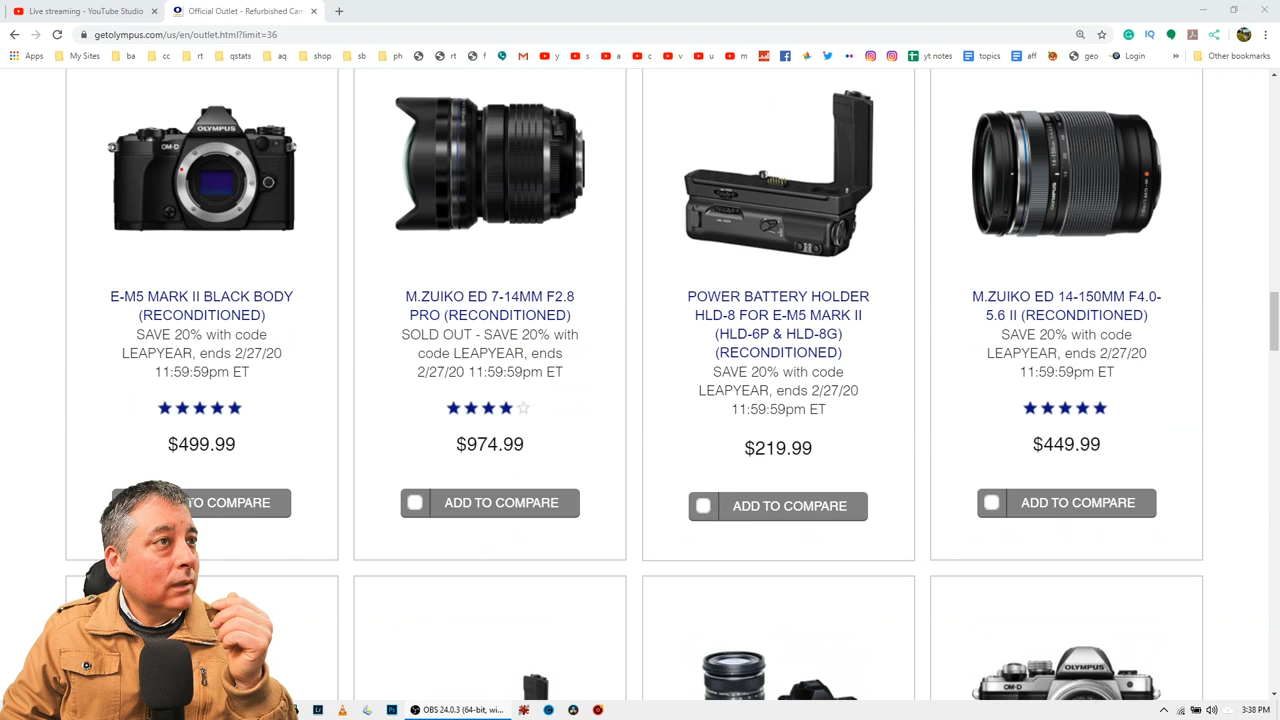 Live streaming - YouTube Studio
Official Outlet - Refurbished Cam
getolympus.com/us/en/outlet.html?limit=36
Apps My Sites ba cc qstats aq shop sb ph rt f M y s a c v u m yt notes topics aff geo Login Other bookmarks
OLYMPUS
OM-D
E-M5 MARK II BLACK BODY
(RECONDITIONED)
SAVE 20% with code
LEAPYEAR, ends 2/27/20
11:59:59pm ET
$499.99
TO COMPARE
M.ZUIKO ED 7-14MM F2.8
PRO (RECONDITIONED)
SOLD OUT - SAVE 20% with
code LEAPYEAR, ends
2/27/20 11:59:59pm ET
$974.99
ADD TO COMPARE
POWER BATTERY HOLDER
HLD-8 FOR E-M5 MARK II
(HLD-6P & HLD-8G)
(RECONDITIONED)
SAVE 20% with code
LEAPYEAR, ends 2/27/20
11:59:59pm ET
$219.99
ADD TO COMPARE
M.ZUIKO ED 14-150MM F4.0-
5.6 II (RECONDITIONED)
SAVE 20% with code
LEAPYEAR, ends 2/27/20
11:59:59pm ET
$449.99
ADD TO COMPARE
OLYMPUS
OM-D
OBS 24.0.3 (64-bit, wi...
3:38 PM